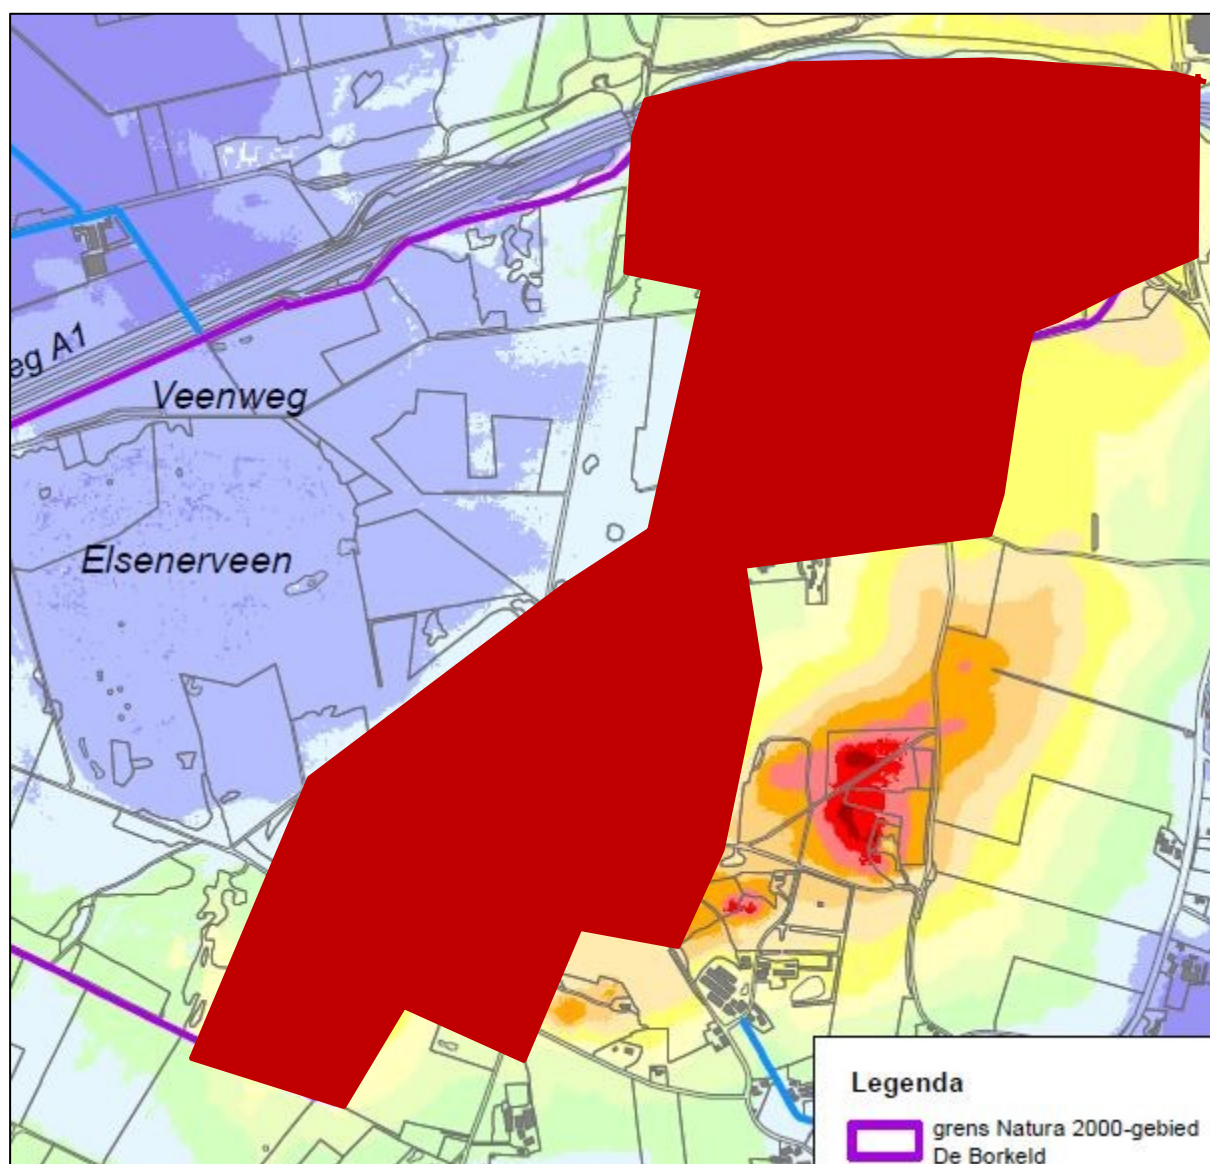 eg A1
Veenweg
Elsenerveen
Legenda
grens Natura 2000-gebied
De Borkeld